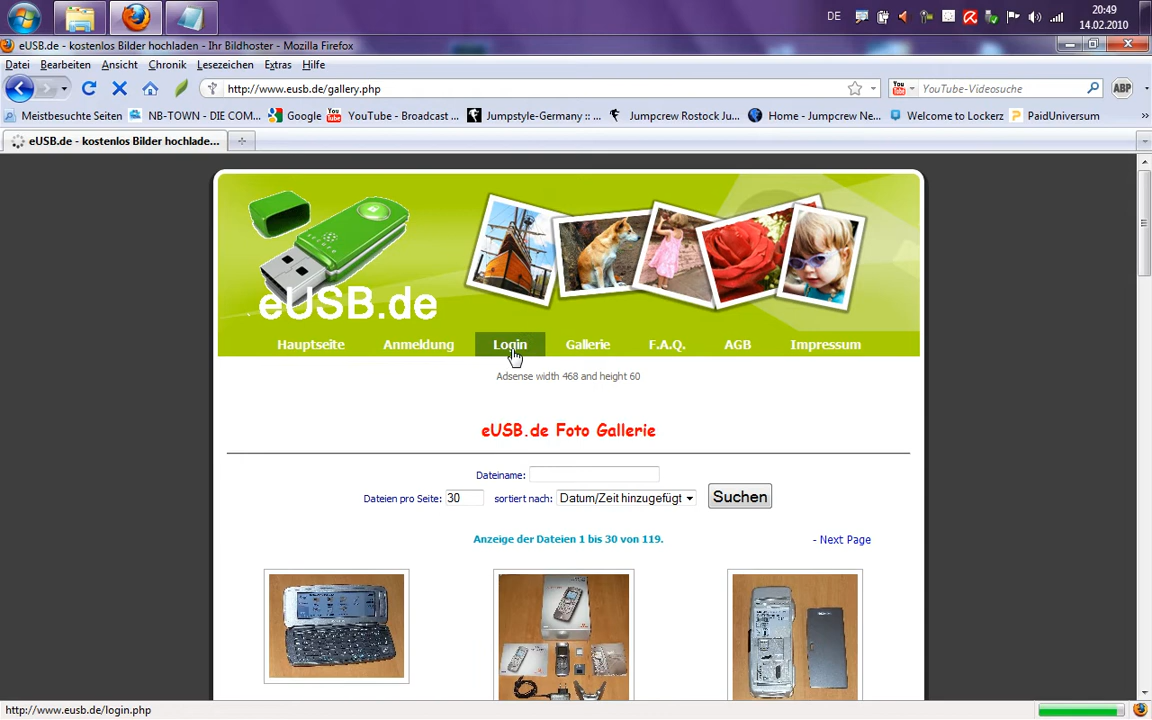 DE
20:49
14.02.2010
eUSB.de - kostenlos Bilder hochladen - Ihr Bildhoster - Mozilla Firefox
Datei Bearbeiten Ansicht Chronik Lesezeichen Extras Hilfe
http://www.eusb.de/gallery.php
You Tube YouTube-Videosuche
ABP
Meistbesuchte Seiten NB-TOWN - DIE COM... Google YouTube - Broadcast ... Jumpstyle-Germany :: ... Jumpcrew Rostock Ju... Home - Jumpcrew Ne... Welcome to Lockerz PaidUniversum
eUSB.de - kostenlos Bilder hochlade...
eUSB.de
Hauptseite Anmeldung Login Gallerie F.A.Q. AGB Impressum
Adsense width 468 and height 60
eUSB.de Foto Gallerie
Dateiname:
Dateien pro Seite: 30 sortiert nach: Datum/Zeit hinzugefügt Suchen
Anzeige der Dateien 1 bis 30 von 119.
- Next Page
http://www.eusb.de/login.php